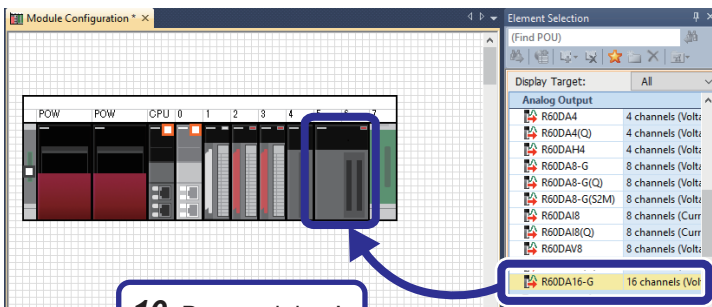 Module Configuration * ×
Element Selection
(Find POU)
Display Target: All
Analog Output
POW POW CPU 0 1 2 3 4 5 6 7
R60DA4 4 channels (Volta
R60DA4(Q) 4 channels (Volta
R60DAH4 4 channels (Volta
R60DA8-G 8 channels (Volta
R60DA8-G(Q) 8 channels (Volta
R60DA8-G(S2M) 8 channels (Volta
R60DAI8 8 channels (Curr
R60DAI8(Q) 8 channels (Curr
R60DAV8 8 channels (Volta
R60DA16-G 16 channels (Vol
10